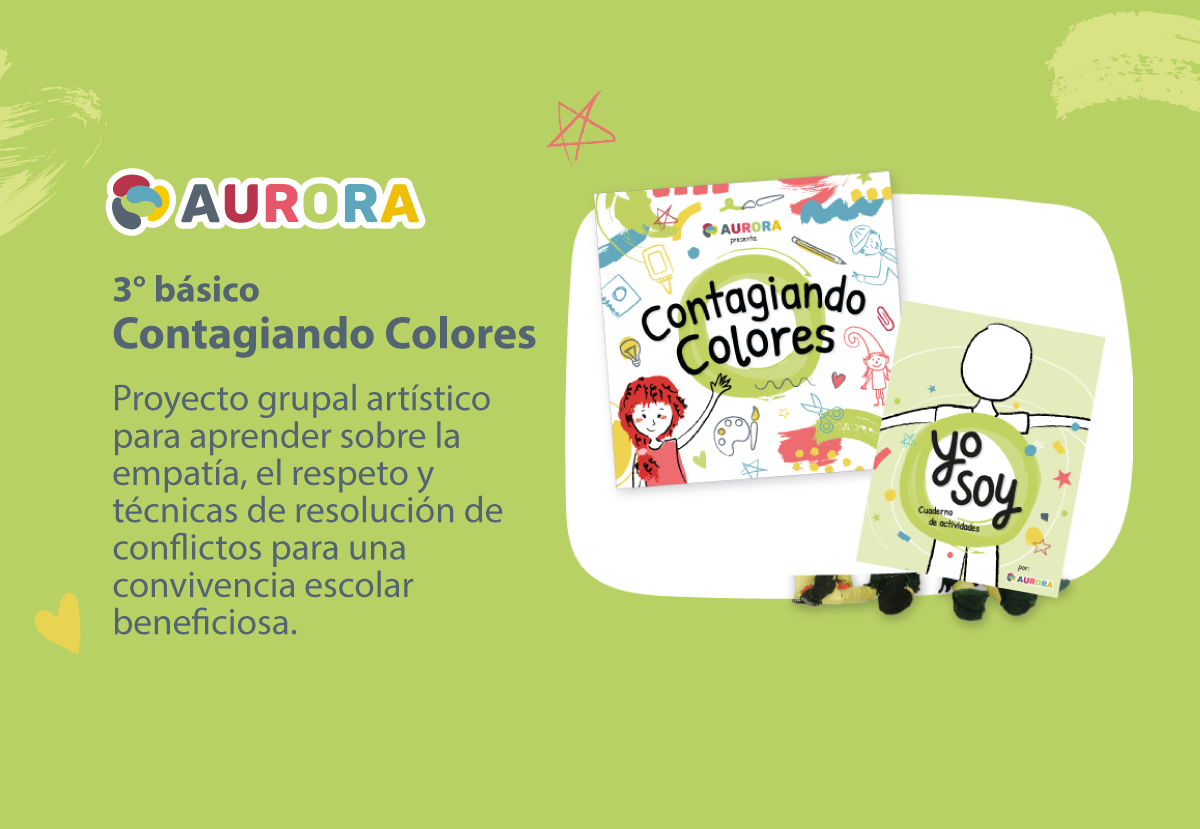 AURORA
3° básico
Contagiando Colores
Proyecto grupal artístico
para aprender sobre la
empatía, el respeto y
técnicas de resolución de
conflictos para una
convivencia escolar
beneficiosa.
AURORA
presenta:
Contagiando
Colores
yo
soy
Cuaderno
de actividades
por:
AURORA